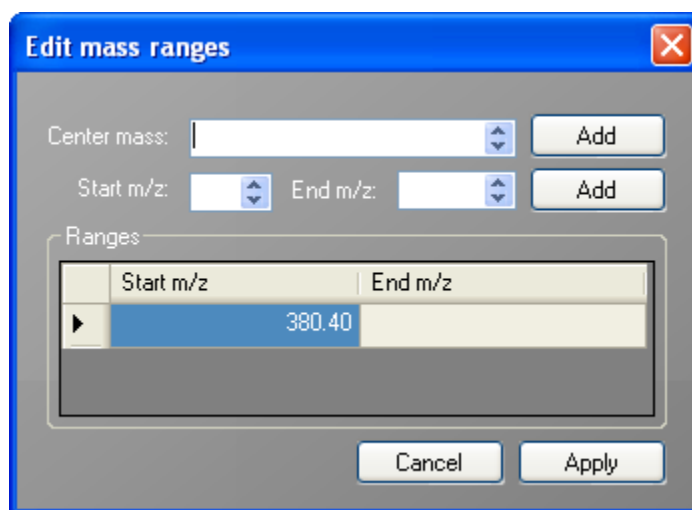 Edit mass ranges
Center mass: Add
Start m/z: End m/z: Add
Ranges
Start m/z End m/z
380.40
Cancel Apply